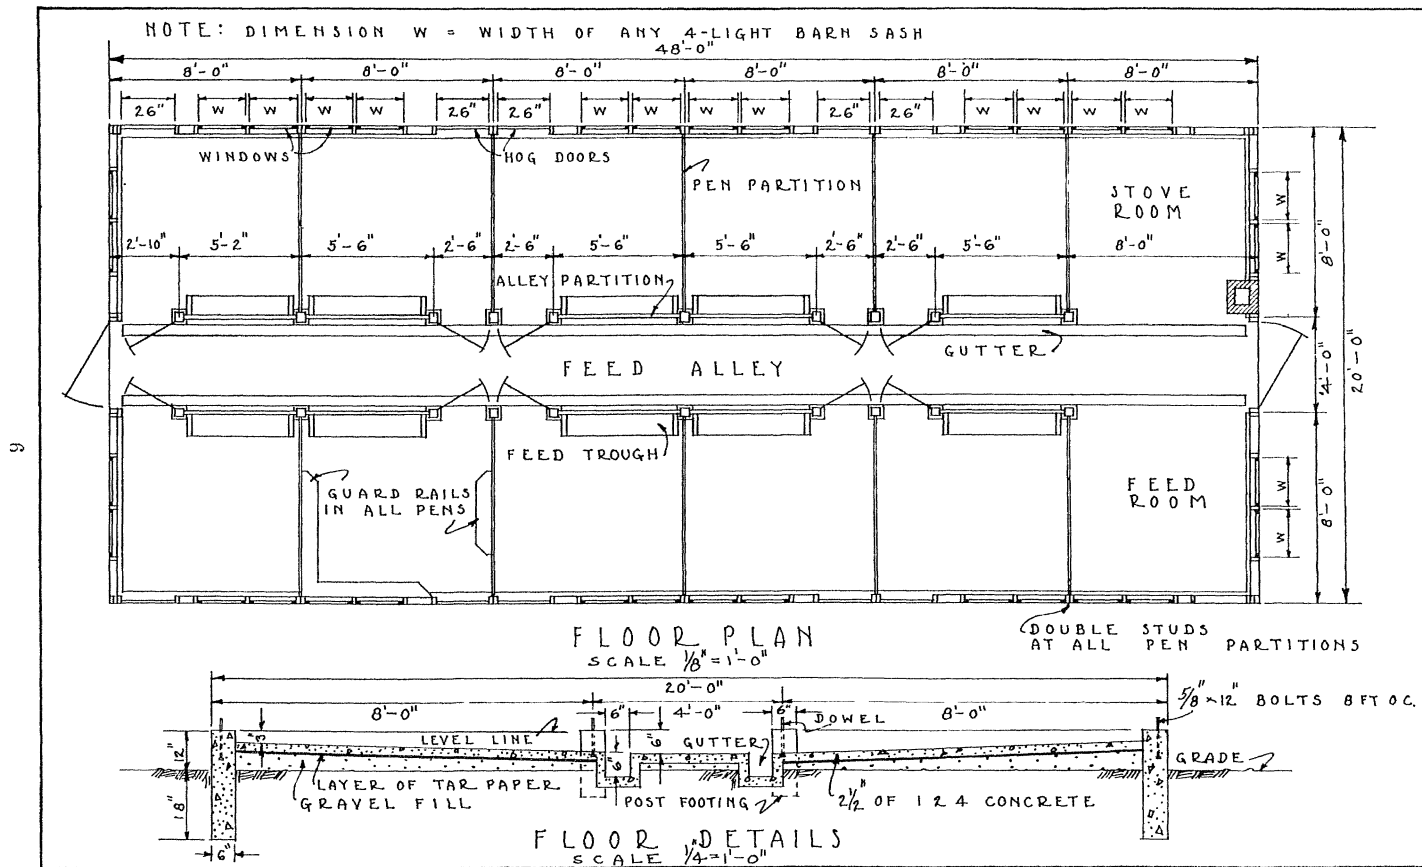 NOTE: DIMENSION W = WIDTH OF ANY 4-LIGHT BARN SASH
48'-0"
8'-0" 8'-0" 8'-0" 8'-0" 8'-0" 8'-0"
26" W W W W 26" 26" W W W W 26" 26" W W W W
WINDOWS HOG DOORS
PEN PARTITION
STOVE
ROOM
W
W
8'-0"
2'-10" 5'-2" 5'-6" 2'-6" 2'-6" 5'-6" 5'-6" 2'-6" 2'-6" 5'-6" 8'-0"
ALLEY PARTITION
GUTTER
FEED ALLEY
4'-0"
20'-0"
9
FEED TROUGH
GUARD RAILS
IN ALL PENS
FEED
ROOM
W
W
8'-0"
FLOOR PLAN
SCALE 1/8"=1'-0"
DOUBLE STUDS
AT ALL PEN PARTITIONS
20'-0"
5/8"x12" BOLTS 8 FT O.C.
8'-0" 6" 4'-0" 6" 8'-0"
DOWEL
12" 3" LEVEL LINE 6" GUTTER
6"
GRADE
LAYER OF TAR PAPER
GRAVEL FILL
POST FOOTING
2 1/2" OF 1 2 4 CONCRETE
18"
6"
FLOOR DETAILS
SCALE 1/4"=1'-0"